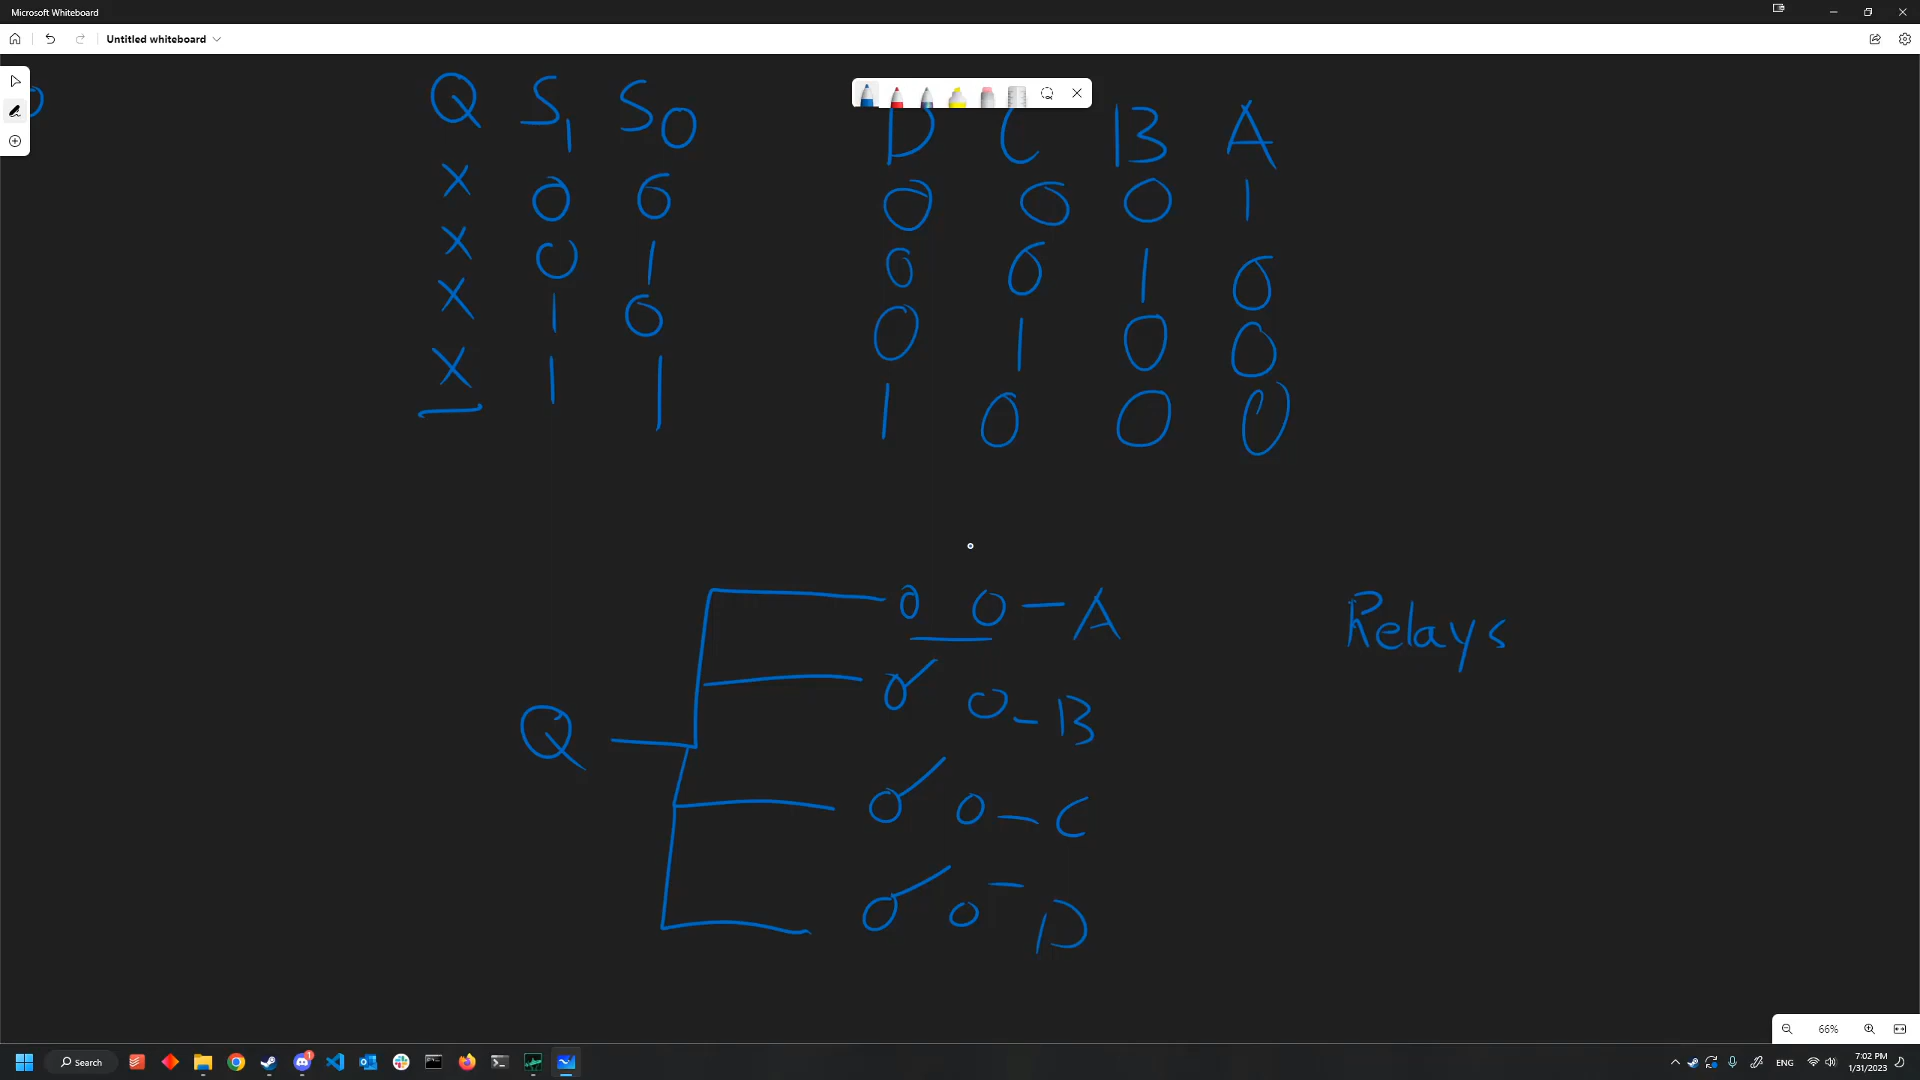 Microsoft Whiteboard
Untitled whiteboard
Q S1 S0 D C B A
X 0 0 0 0 0 1
X 0 1 0 0 1 0
X 1 0 0 1 0 0
X 1 1 1 0 0 0
A
Relays
B
Q
C
D
66%
Search
1
ENG
7:02 PM
1/31/2023